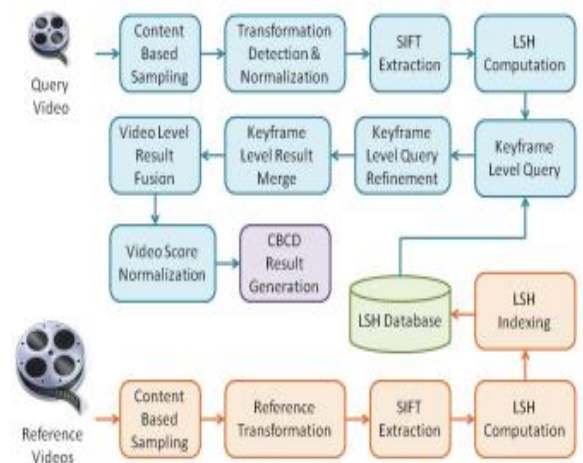 Query
Video
Content
Based
Sampling
Transformation
Detection &
Normalization
SIFT
Extraction
LSH
Computation
Keyframe
Level Query
Keyframe
Level Query
Refinement
Keyframe
Level Result
Merge
Video Level
Result
Fusion
Video Score
Normalization
CBCD
Result
Generation
LSH Database
LSH
Indexing
Reference
Videos
Content
Based
Sampling
Reference
Transformation
SIFT
Extraction
LSH
Computation